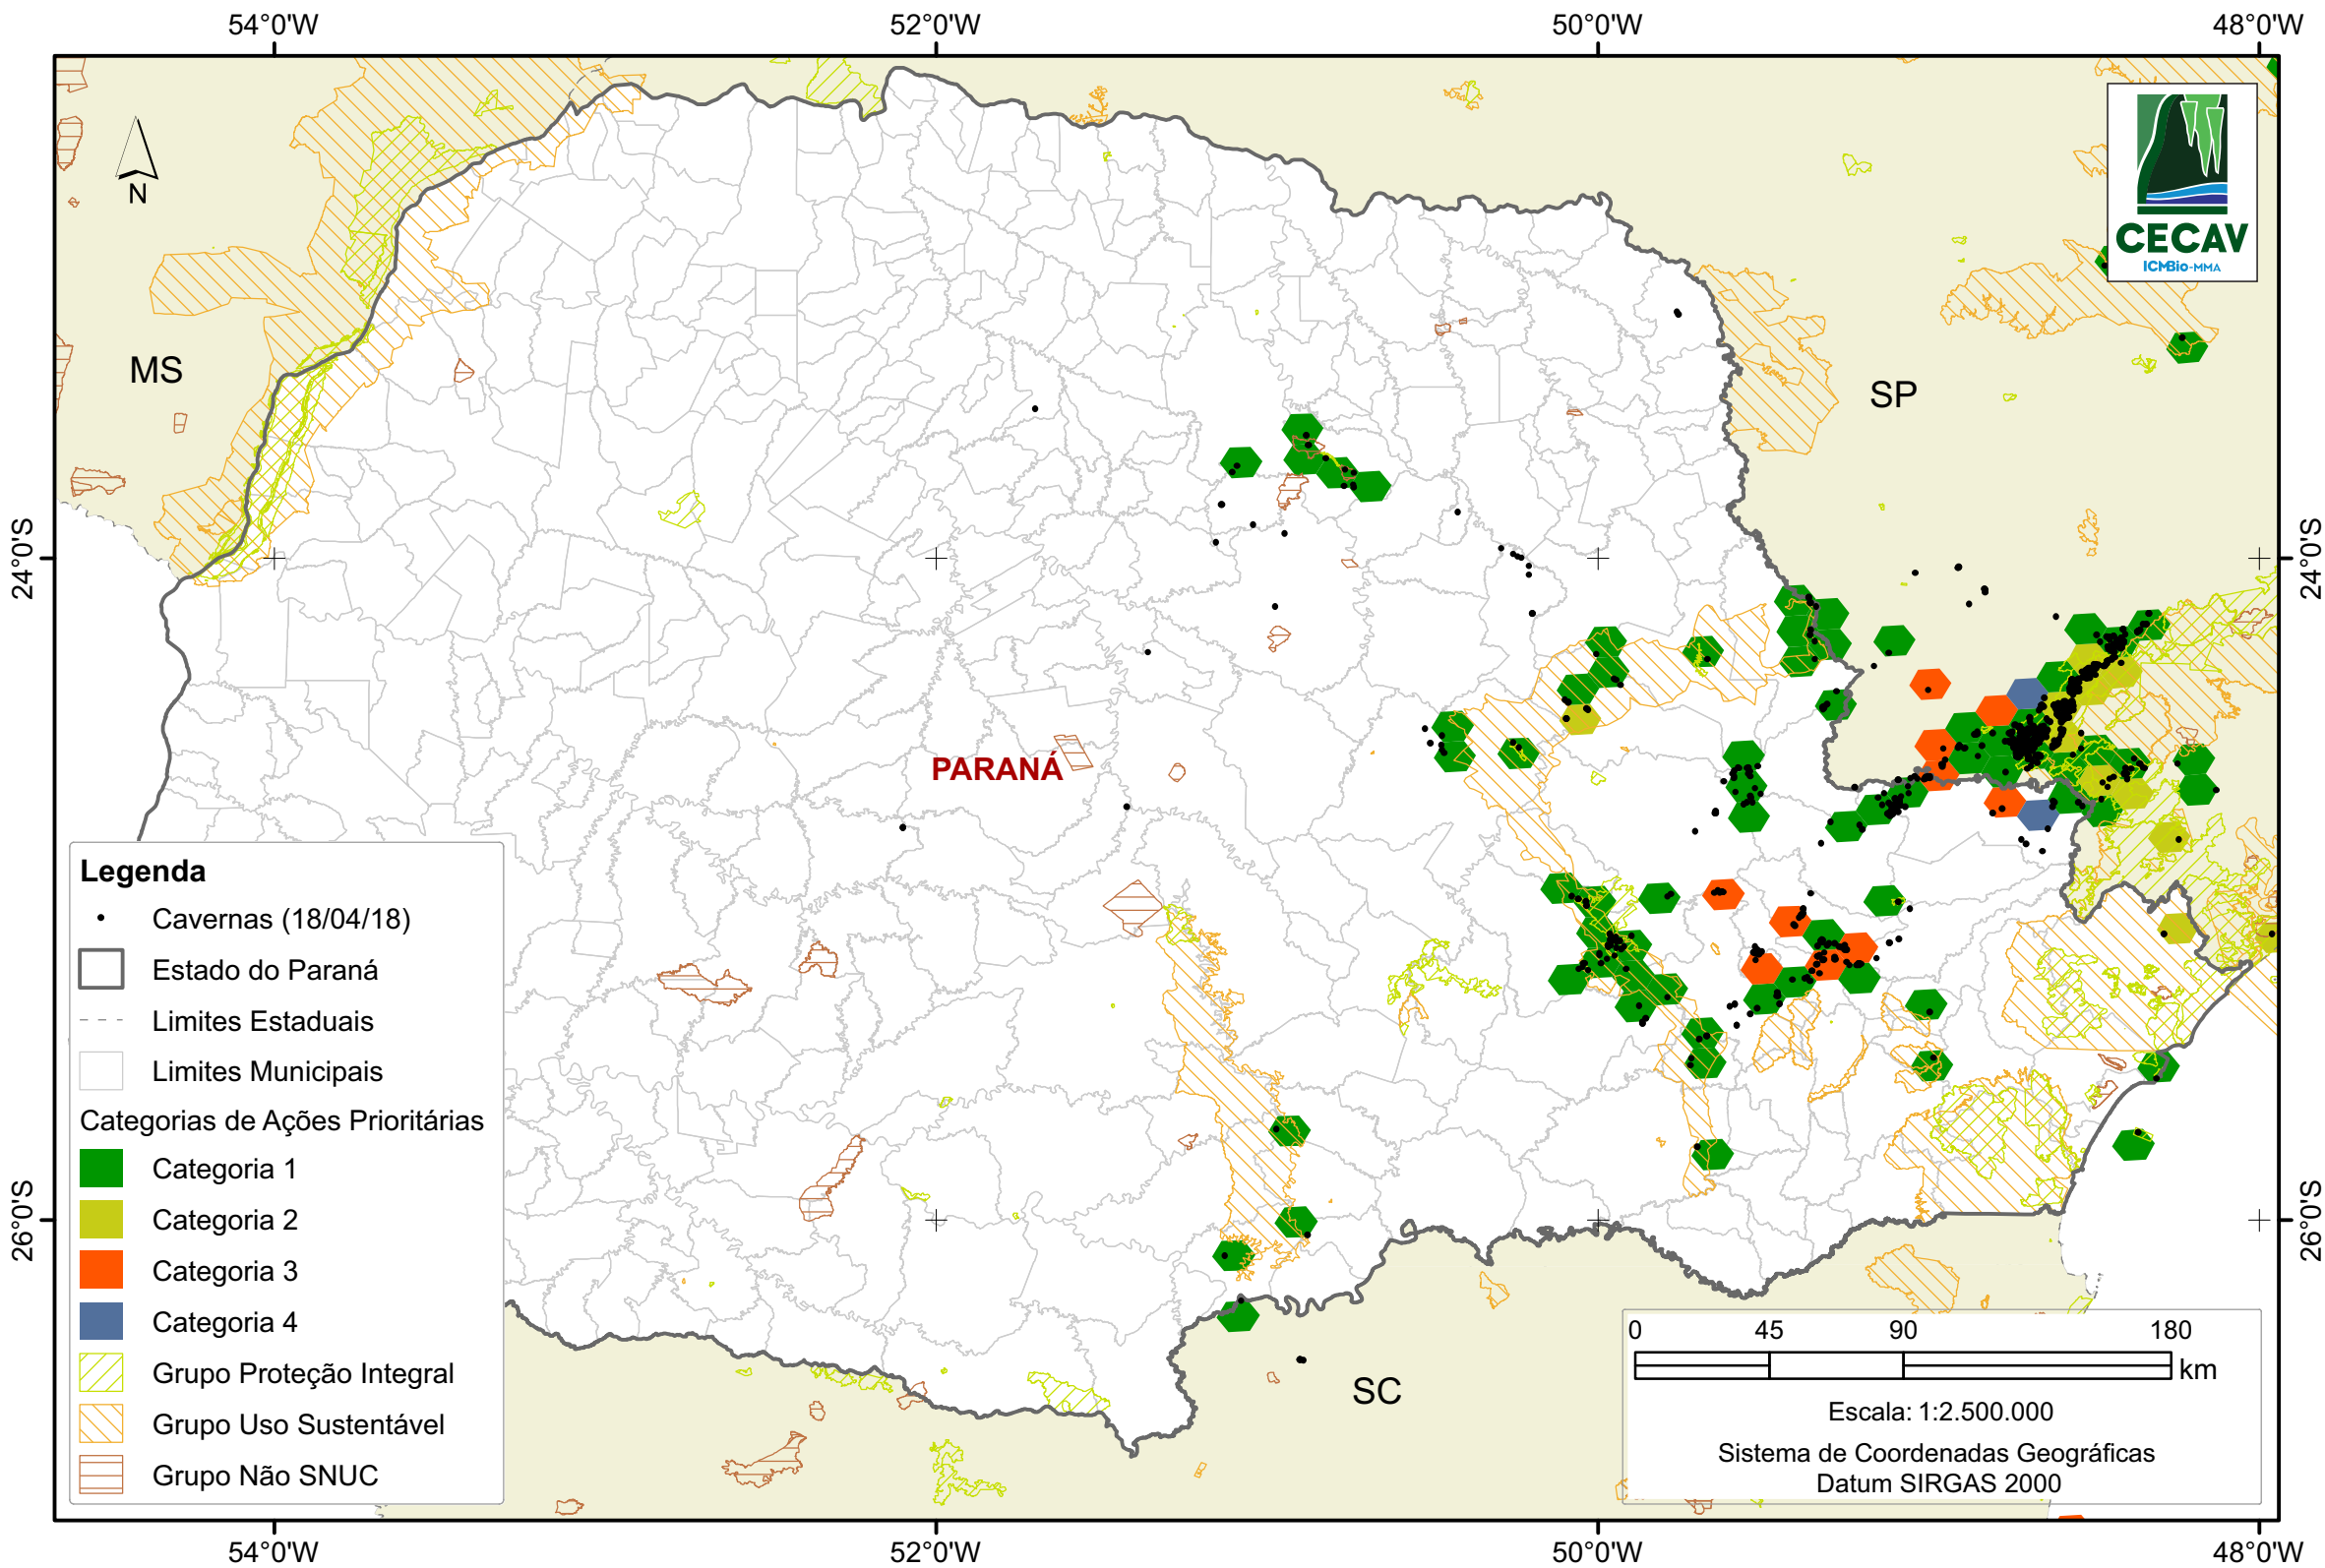 54°0'W
52°0'W
50°0'W
48°0'W
N
CECAV
ICMBio-MMA
MS
SP
24°0'S
24°0'S
PARANÁ
Legenda
Cavernas (18/04/18)
Estado do Paraná
Limites Estaduais
Limites Municipais
Categorias de Ações Prioritárias
Categoria 1
Categoria 2
Categoria 3
Categoria 4
Grupo Proteção Integral
Grupo Uso Sustentável
Grupo Não SNUC
26°0'S
26°0'S
SC
0 45 90 180
km
Escala: 1:2.500.000
Sistema de Coordenadas Geográficas
Datum SIRGAS 2000
54°0'W
52°0'W
50°0'W
48°0'W